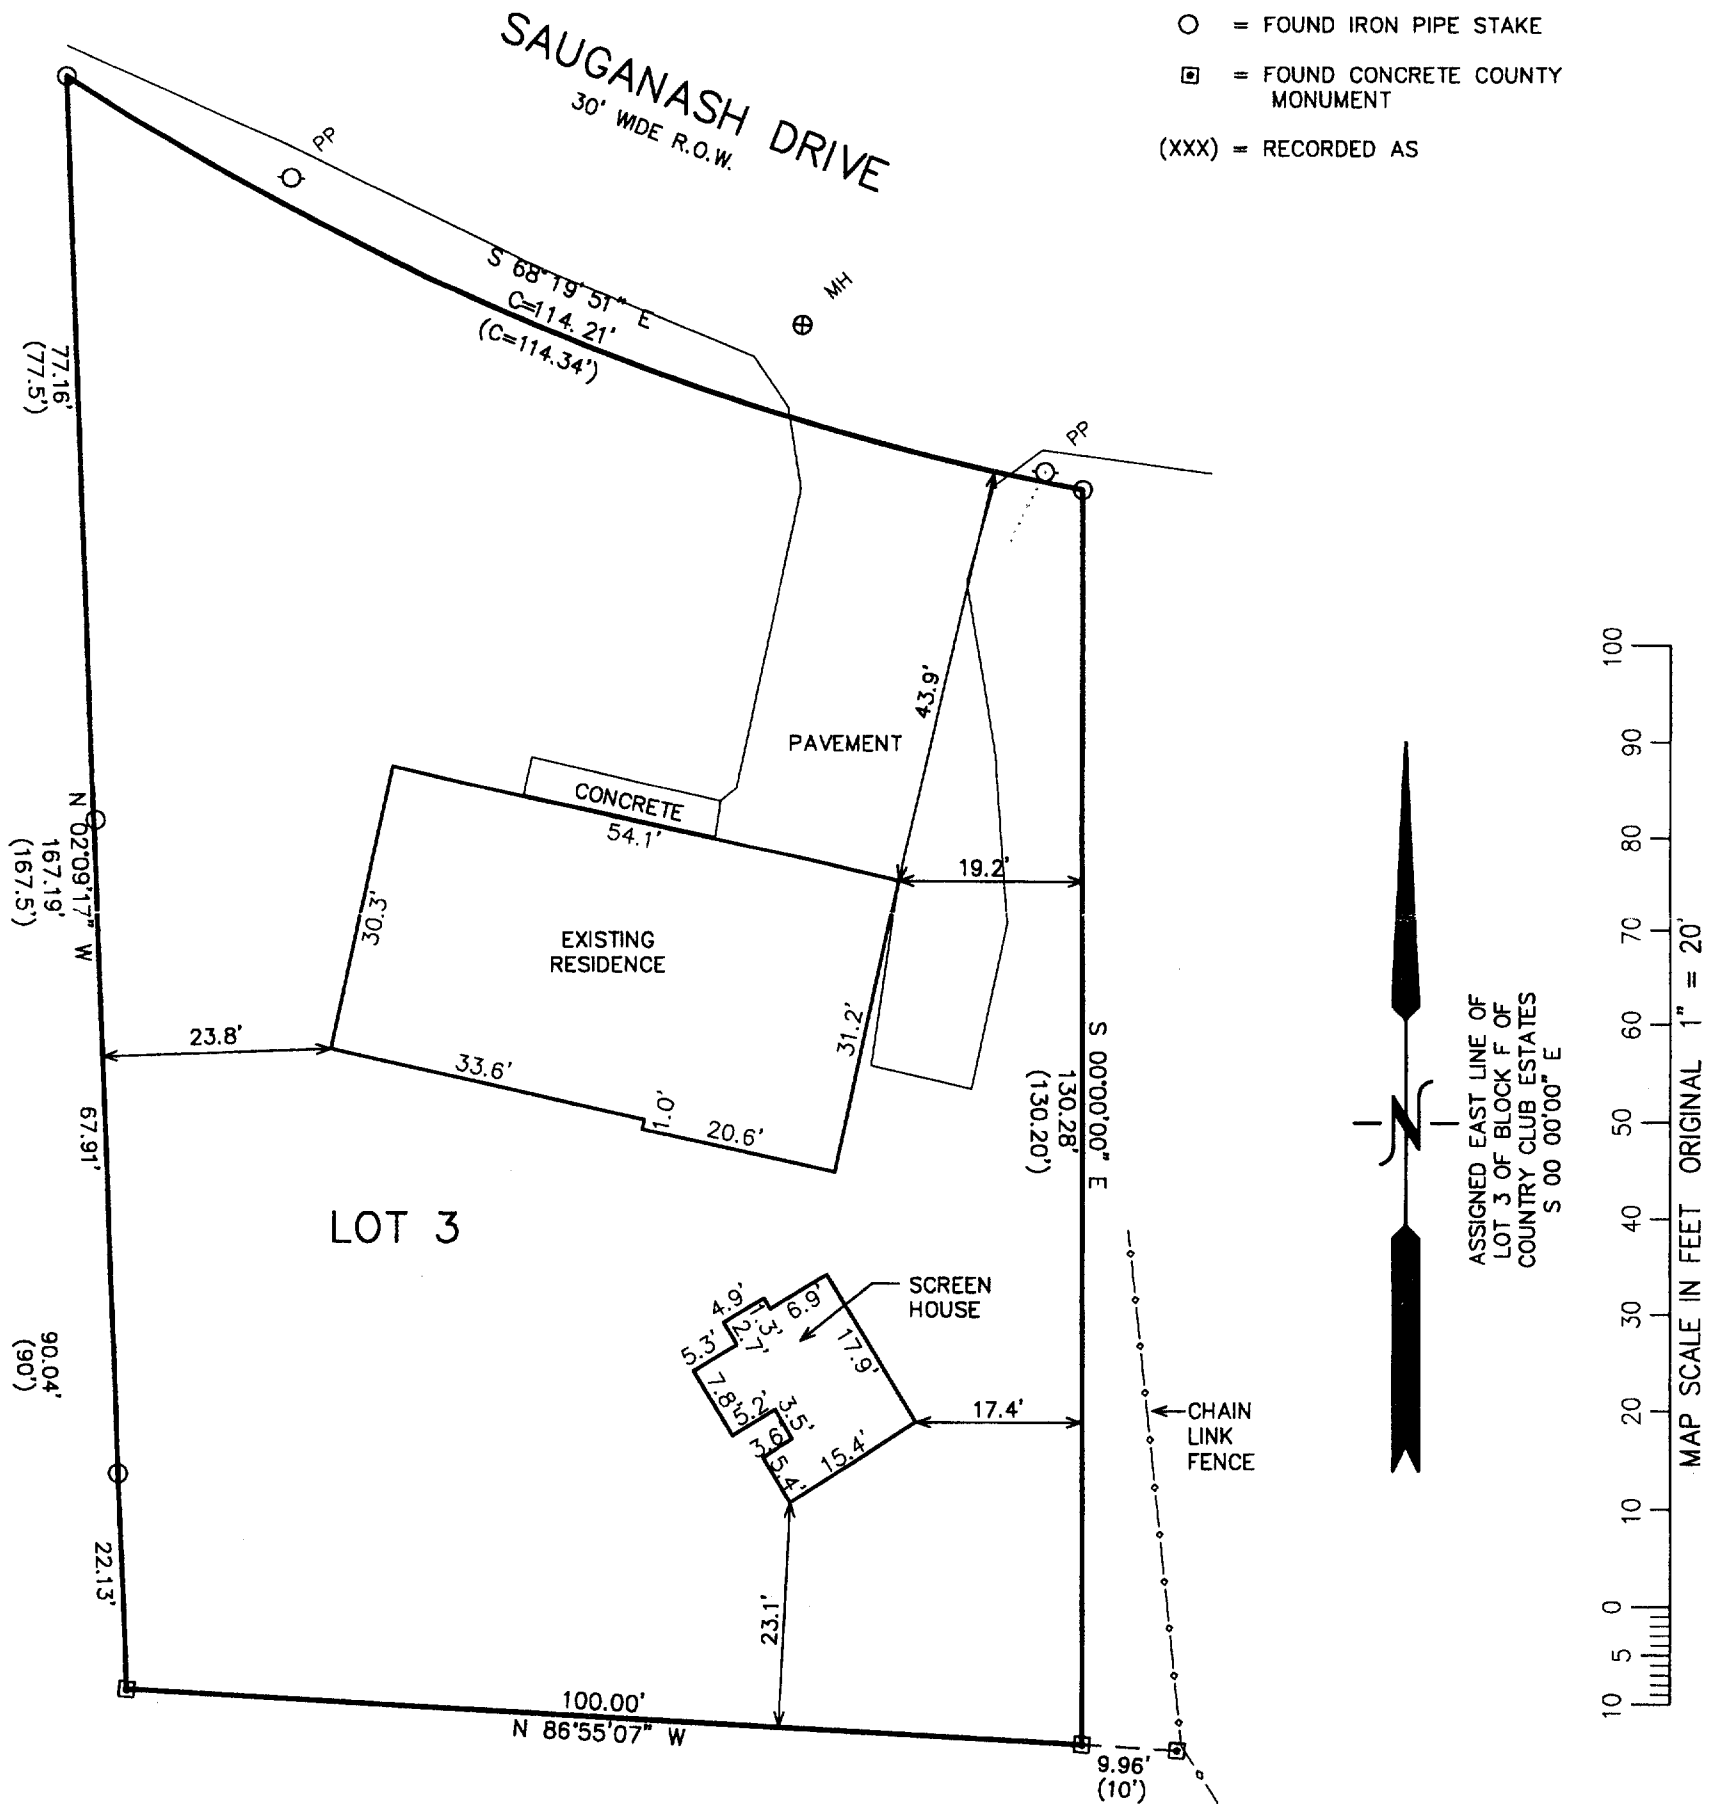 ○ = FOUND IRON PIPE STAKE
= FOUND CONCRETE COUNTY
MONUMENT
(XXX) = RECORDED AS
SAUGANASH DRIVE
30' WIDE R.O.W.
PP
MH
PP
S 68°19'51" E
C=114.21'
(C=114.34')
77.16'
(77.5')
43.9'
PAVEMENT
CONCRETE
54.1'
19.2'
N 02°09'17" W
167.19'
(167.5')
30.3'
EXISTING
RESIDENCE
31.2'
23.8'
33.6'
1.0'
20.6'
S 00°00'00" E
130.28'
(130.20')
67.91'
LOT 3
SCREEN
HOUSE
4.9'
1.3'
6.9'
2.7'
5.3'
17.9'
7.8'
5.2'
3.5'
3.6'
5.4'
15.4'
17.4'
90.04'
(90')
CHAIN
LINK
FENCE
22.13'
23.1'
100.00'
N 86°55'07" W
9.96'
(10')
N
ASSIGNED EAST LINE OF
LOT 3 OF BLOCK F OF
COUNTRY CLUB ESTATES
S 00 00'00" E
100
90
80
70
60
50
40
30
20
10
0
5
10
MAP SCALE IN FEET ORIGINAL 1" = 20'